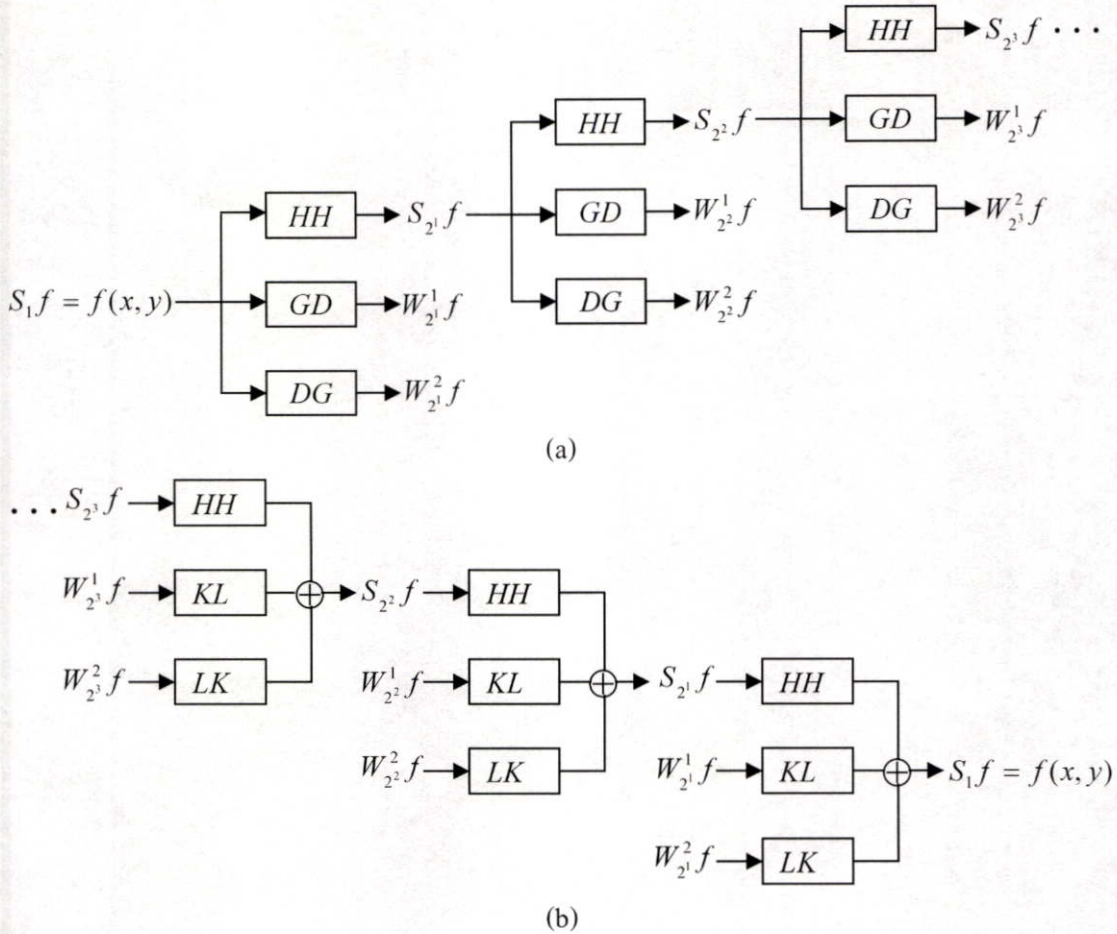 HH S_{2^3} f ...
HH S_{2^2} f GD W^1_{2^3} f
HH S_{2^1} f GD W^1_{2^2} f DG W^2_{2^3} f
S_1 f = f(x, y) GD W^1_{2^1} f DG W^2_{2^2} f
DG W^2_{2^1} f
(a)
... S_{2^3} f HH
W^1_{2^3} f KL S_{2^2} f HH
W^2_{2^3} f LK W^1_{2^2} f KL S_{2^1} f HH
W^2_{2^2} f LK W^1_{2^1} f KL S_1 f = f(x, y)
W^2_{2^1} f LK
(b)